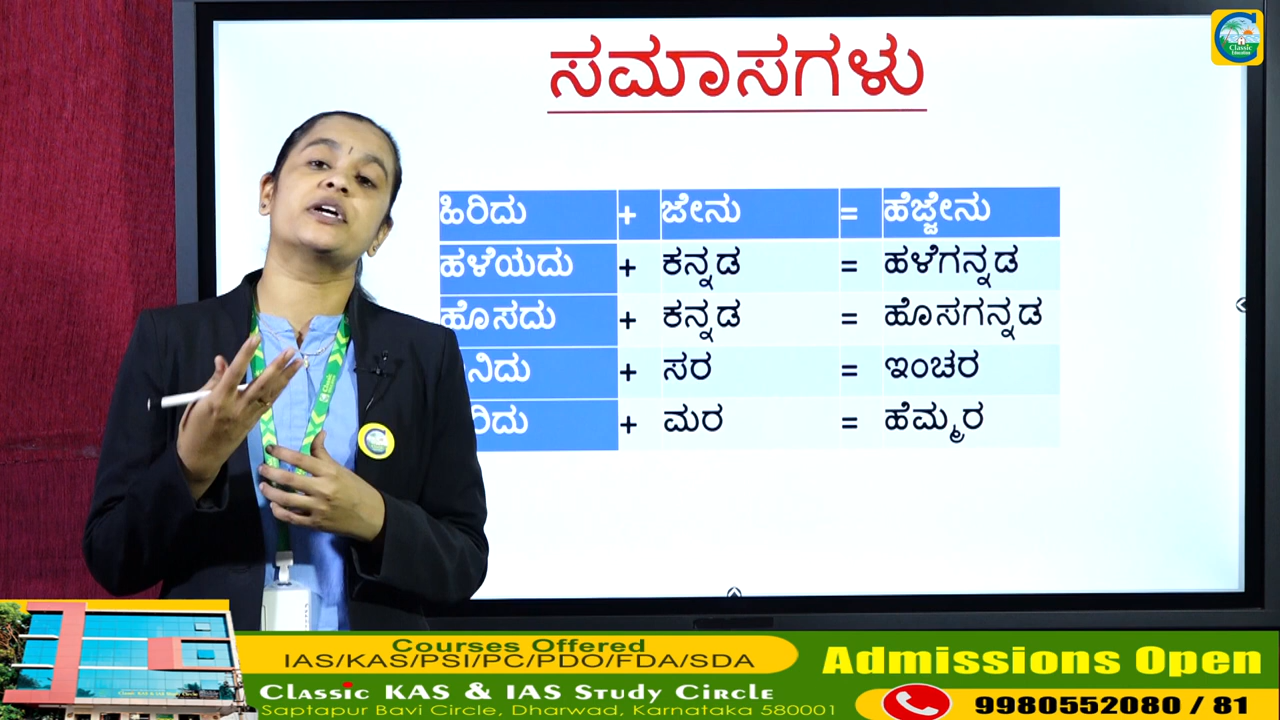 ಸಮಾಸಗಳು
ಹಿರಿದು + ಜೇನು = ಹೆಜ್ಜೇನು
ಹಳೆಯದು + ಕನ್ನಡ = ಹಳೆಗನ್ನಡ
ಹೊಸದು + ಕನ್ನಡ = ಹೊಸಗನ್ನಡ
+ ಸರ = ಇಂಚರ
+ ಮರ = ಹೆಮ್ಮರ
Classic
Education
Courses Offered
IAS/KAS/PSI/PC/PDO/FDA/SDA
Classic KAS & IAS Study Circle
Saptapur Bavi Circle, Dharwad, Karnataka 580001
Admissions Open
9980552080 / 81